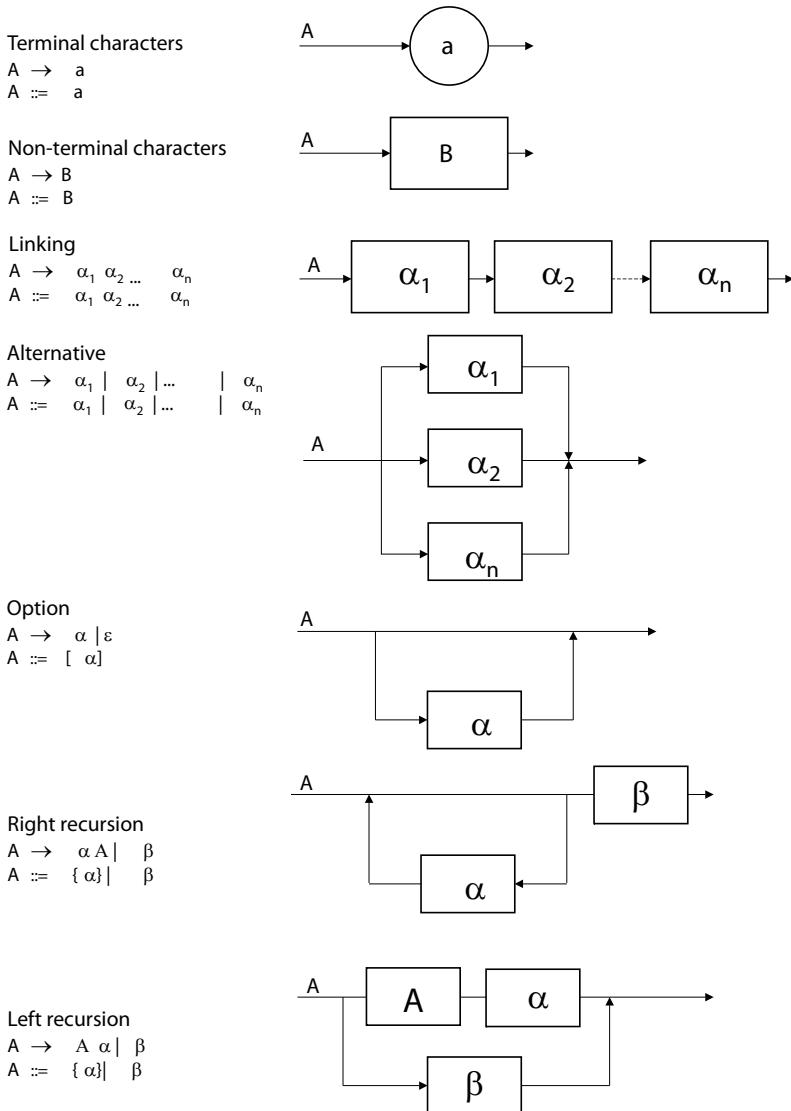 Terminal characters
A → a
A ::= a
A
a
Non-terminal characters
A → B
A ::= B
A
B
Linking
A → α₁ α₂ ... αₙ
A ::= α₁ α₂ ... αₙ
A
α₁
α₂
αₙ
Alternative
A → α₁ | α₂ | ... | αₙ
A ::= α₁ | α₂ | ... | αₙ
A
α₁
α₂
αₙ
Option
A → α | ε
A ::= [ α]
A
α
Right recursion
A → α A | β
A ::= { α} | β
A
β
α
Left recursion
A → A α | β
A ::= { α} | β
A
A
α
β